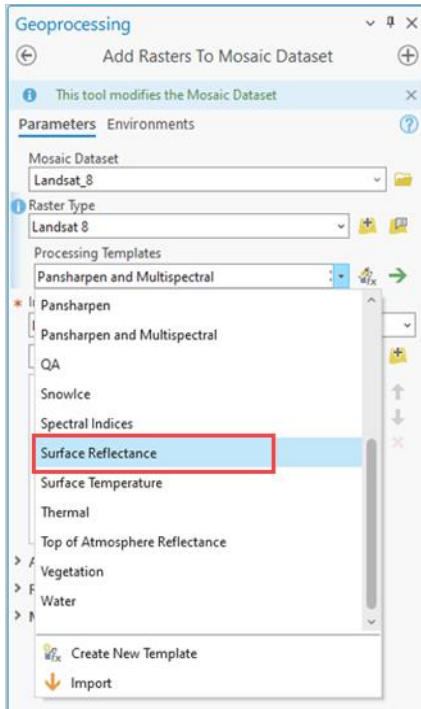 Geoprocessing
Add Rasters To Mosaic Dataset
This tool modifies the Mosaic Dataset
Parameters Environments
Mosaic Dataset
Landsat_8
Raster Type
Landsat 8
Processing Templates
Pansharpen and Multispectral
Pansharpen
Pansharpen and Multispectral
QA
SnowIce
Spectral Indices
Surface Reflectance
Surface Temperature
Thermal
Top of Atmosphere Reflectance
Vegetation
Water
Create New Template
Import